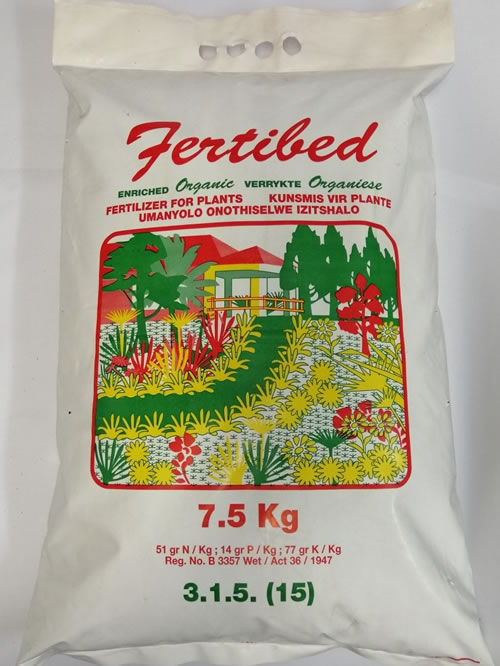 Fertibed
ENRICHED Organic VERRYKTE Organiese
FERTILIZER FOR PLANTS KUNSMIS VIR PLANTE
UMANYOLO ONOTHISELWE IZITSHALO
7.5 Kg
51 gr N / Kg ; 14 gr P / Kg ; 77 gr K / Kg
Reg. No. B 3357 Wet / Act 36 / 1947
3.1.5. (15)